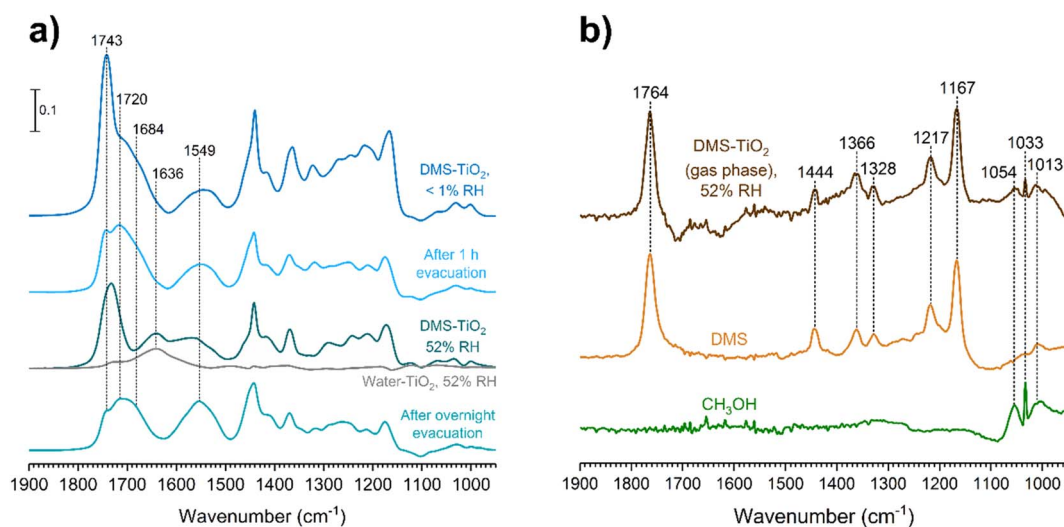 a)
1743
1720
1684
1636
1549
0.1
DMS-TiO2,
< 1% RH
After 1 h
evacuation
DMS-TiO2
52% RH
Water-TiO2, 52% RH
After overnight
evacuation
1900 1800 1700 1600 1500 1400 1300 1200 1100 1000
Wavenumber (cm-1)
b)
1764
1444
1366
1328
1217
1167
1054
1033
1013
DMS-TiO2
(gas phase),
52% RH
DMS
CH3OH
1900 1800 1700 1600 1500 1400 1300 1200 1100 1000
Wavenumber (cm-1)